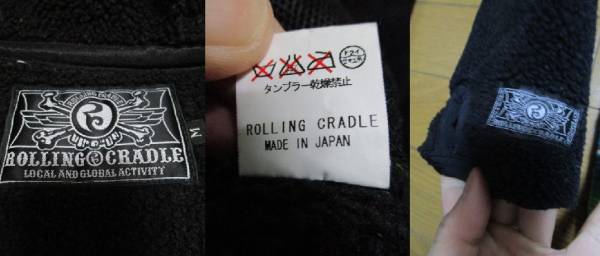 ROLLING CRADLE
LOCAL AND GLOBAL ACTIVITY
M
ドライ
タンブラー乾燥禁止
ROLLING CRADLE
MADE IN JAPAN